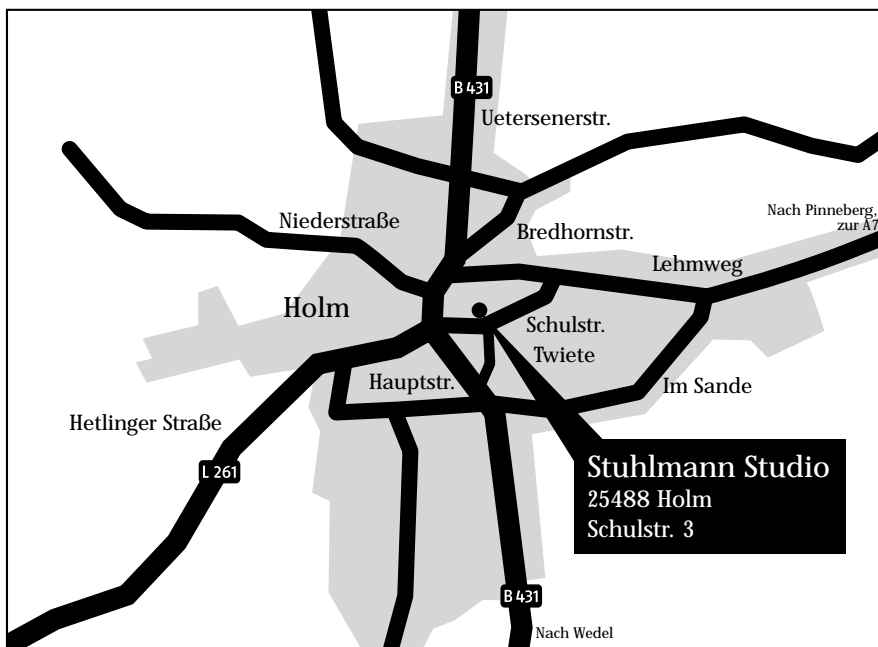 B 431
Uetersenerstr.
Nach Pinneberg,
zur A7
Niederstraße
Bredhornstr.
Lehmweg
Holm
Schulstr.
Twiete
Hauptstr.
Im Sande
Hetlinger Straße
L 261
Stuhlmann Studio
25488 Holm
Schulstr. 3
B 431
Nach Wedel